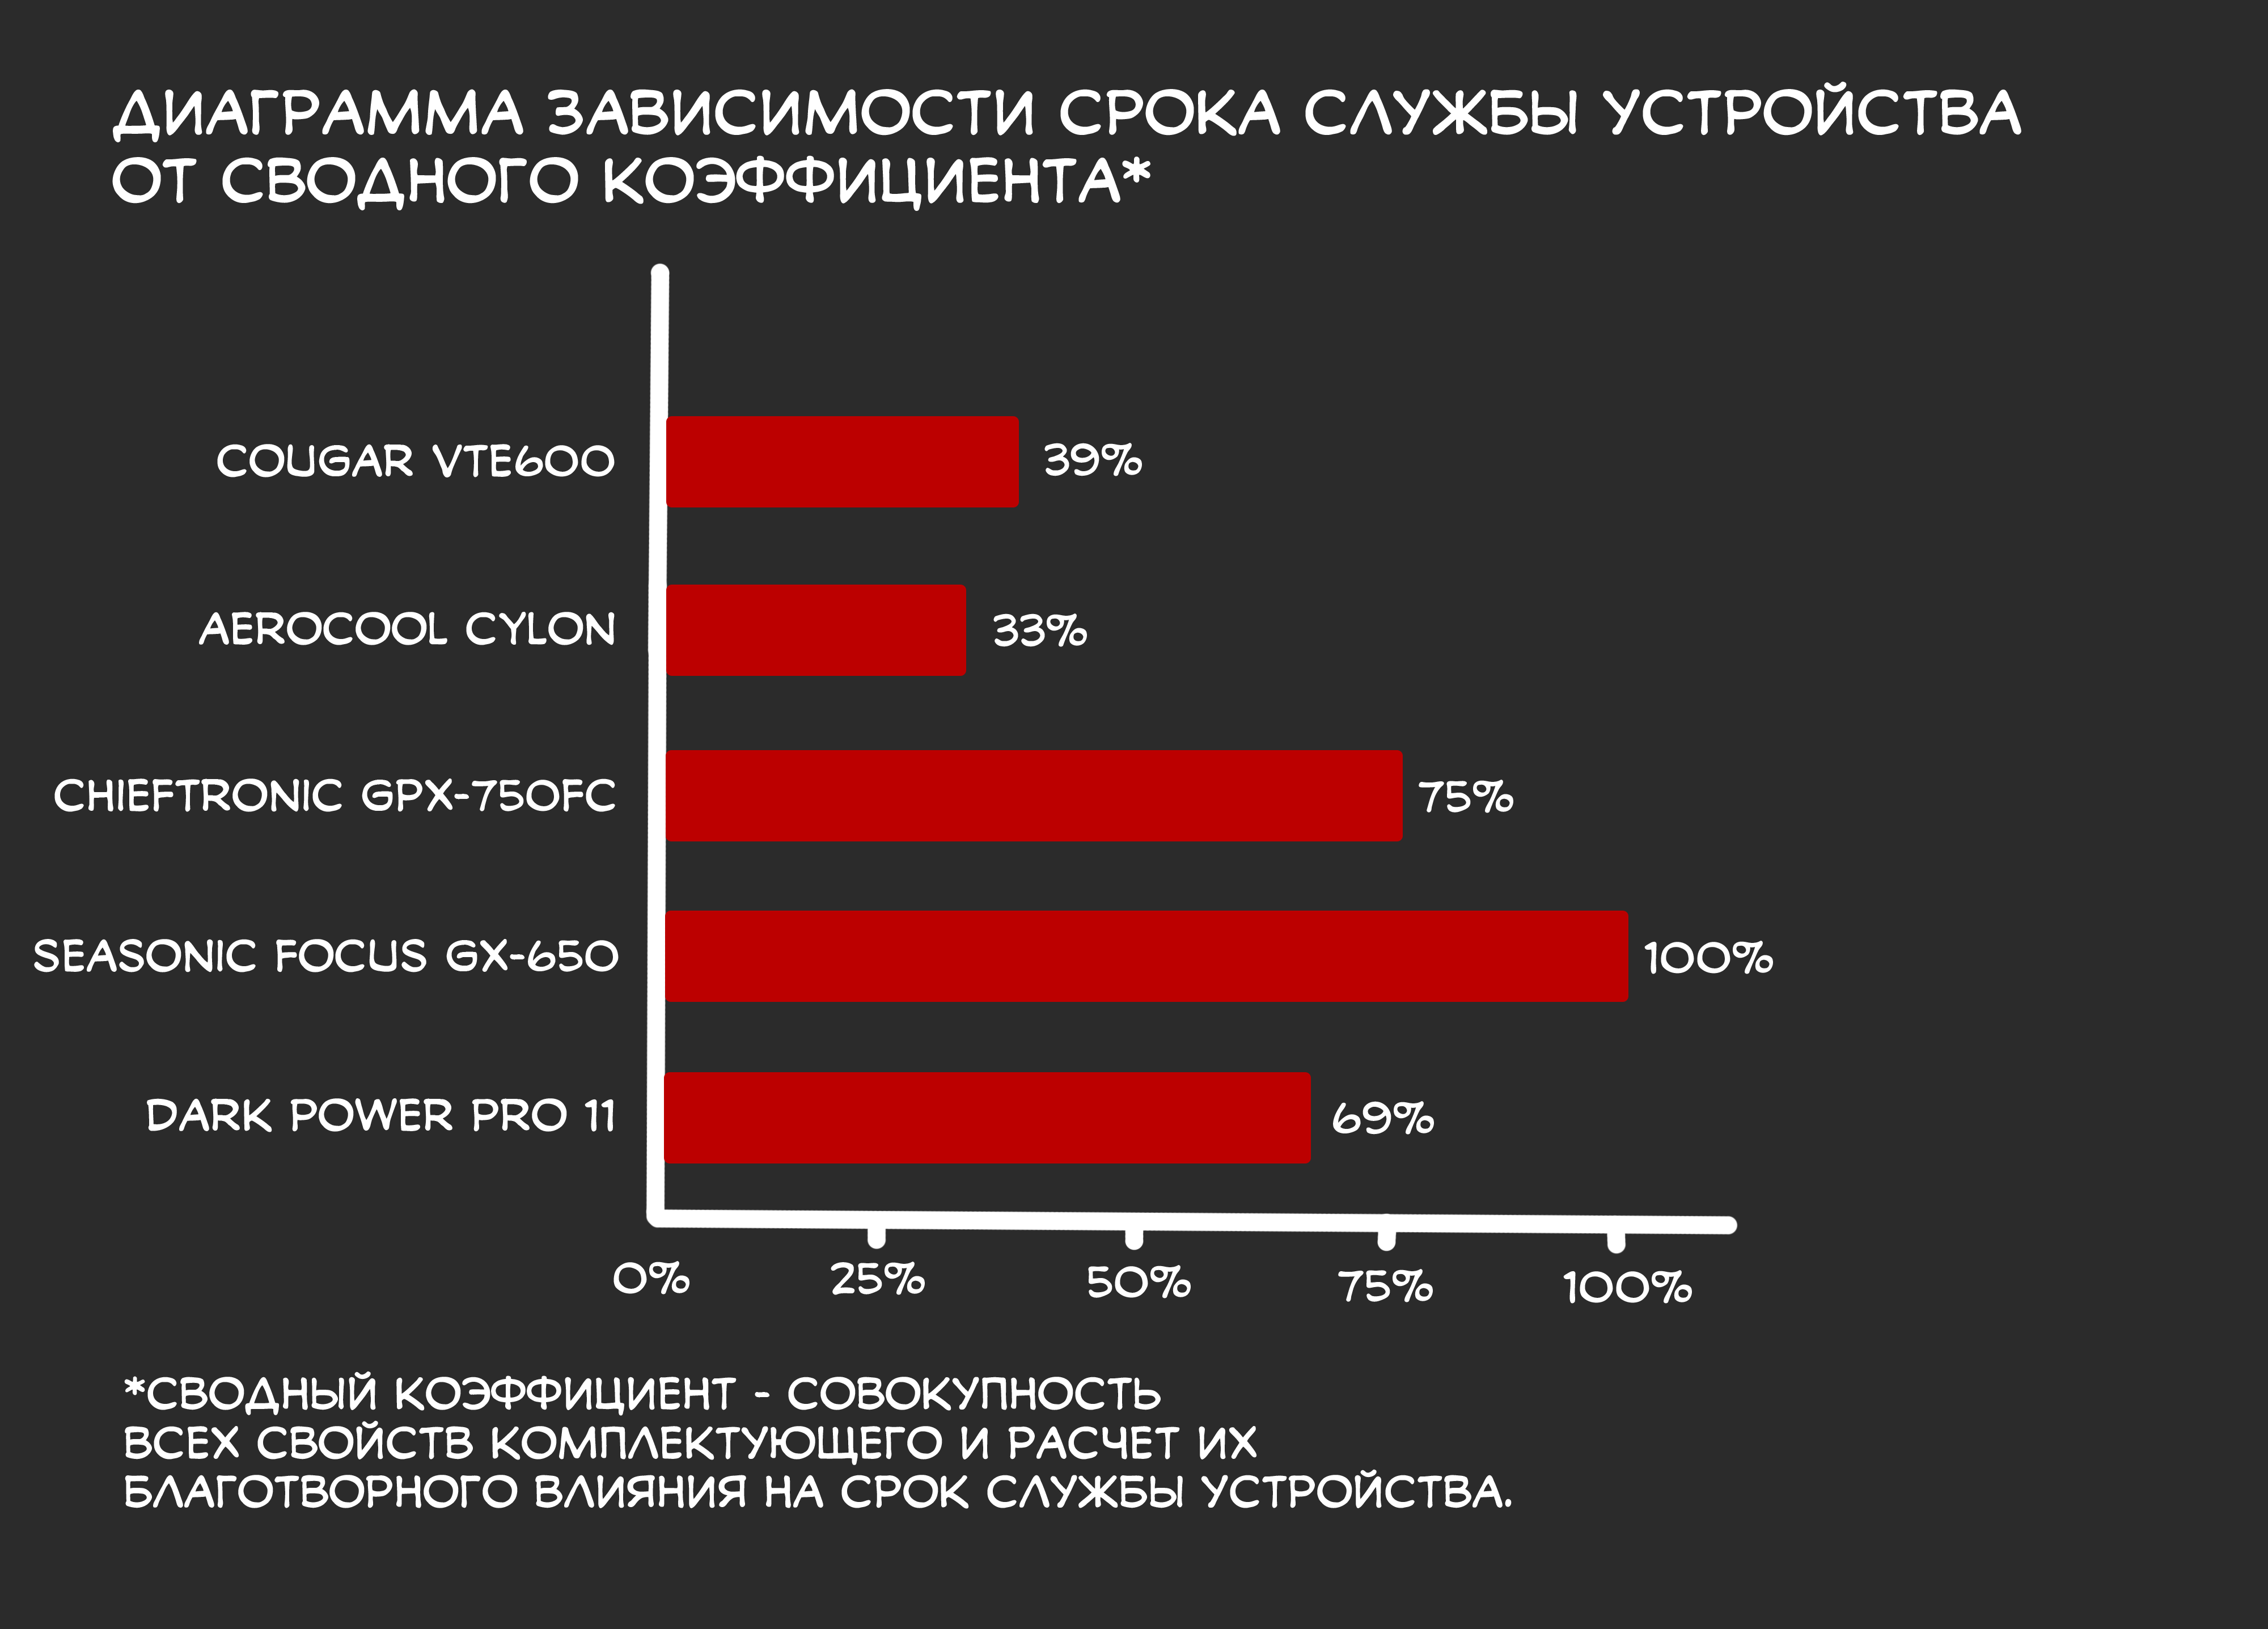 ДИАГРАММА ЗАВИСИМОСТИ СРОКА СЛУЖБЫ УСТРОЙСТВА
ОТ СВОДНОГО КОЭФФИЦИЕНТА*
COUGAR VTE600
39%
AEROCOOL CYLON
33%
CHIEFTRONIC GPX-750FC
75%
SEASONIC FOCUS GX-650
100%
DARK POWER PRO 11
69%
0%
25%
50%
75%
100%
*СВОДНЫЙ КОЭФФИЦИЕНТ - СОВОКУПНОСТЬ
ВСЕХ СВОЙСТВ КОМПЛЕКТУЮЩЕГО И РАСЧЕТ ИХ
БЛАГОТВОРНОГО ВЛИЯНИЯ НА СРОК СЛУЖБЫ УСТРОЙСТВА.